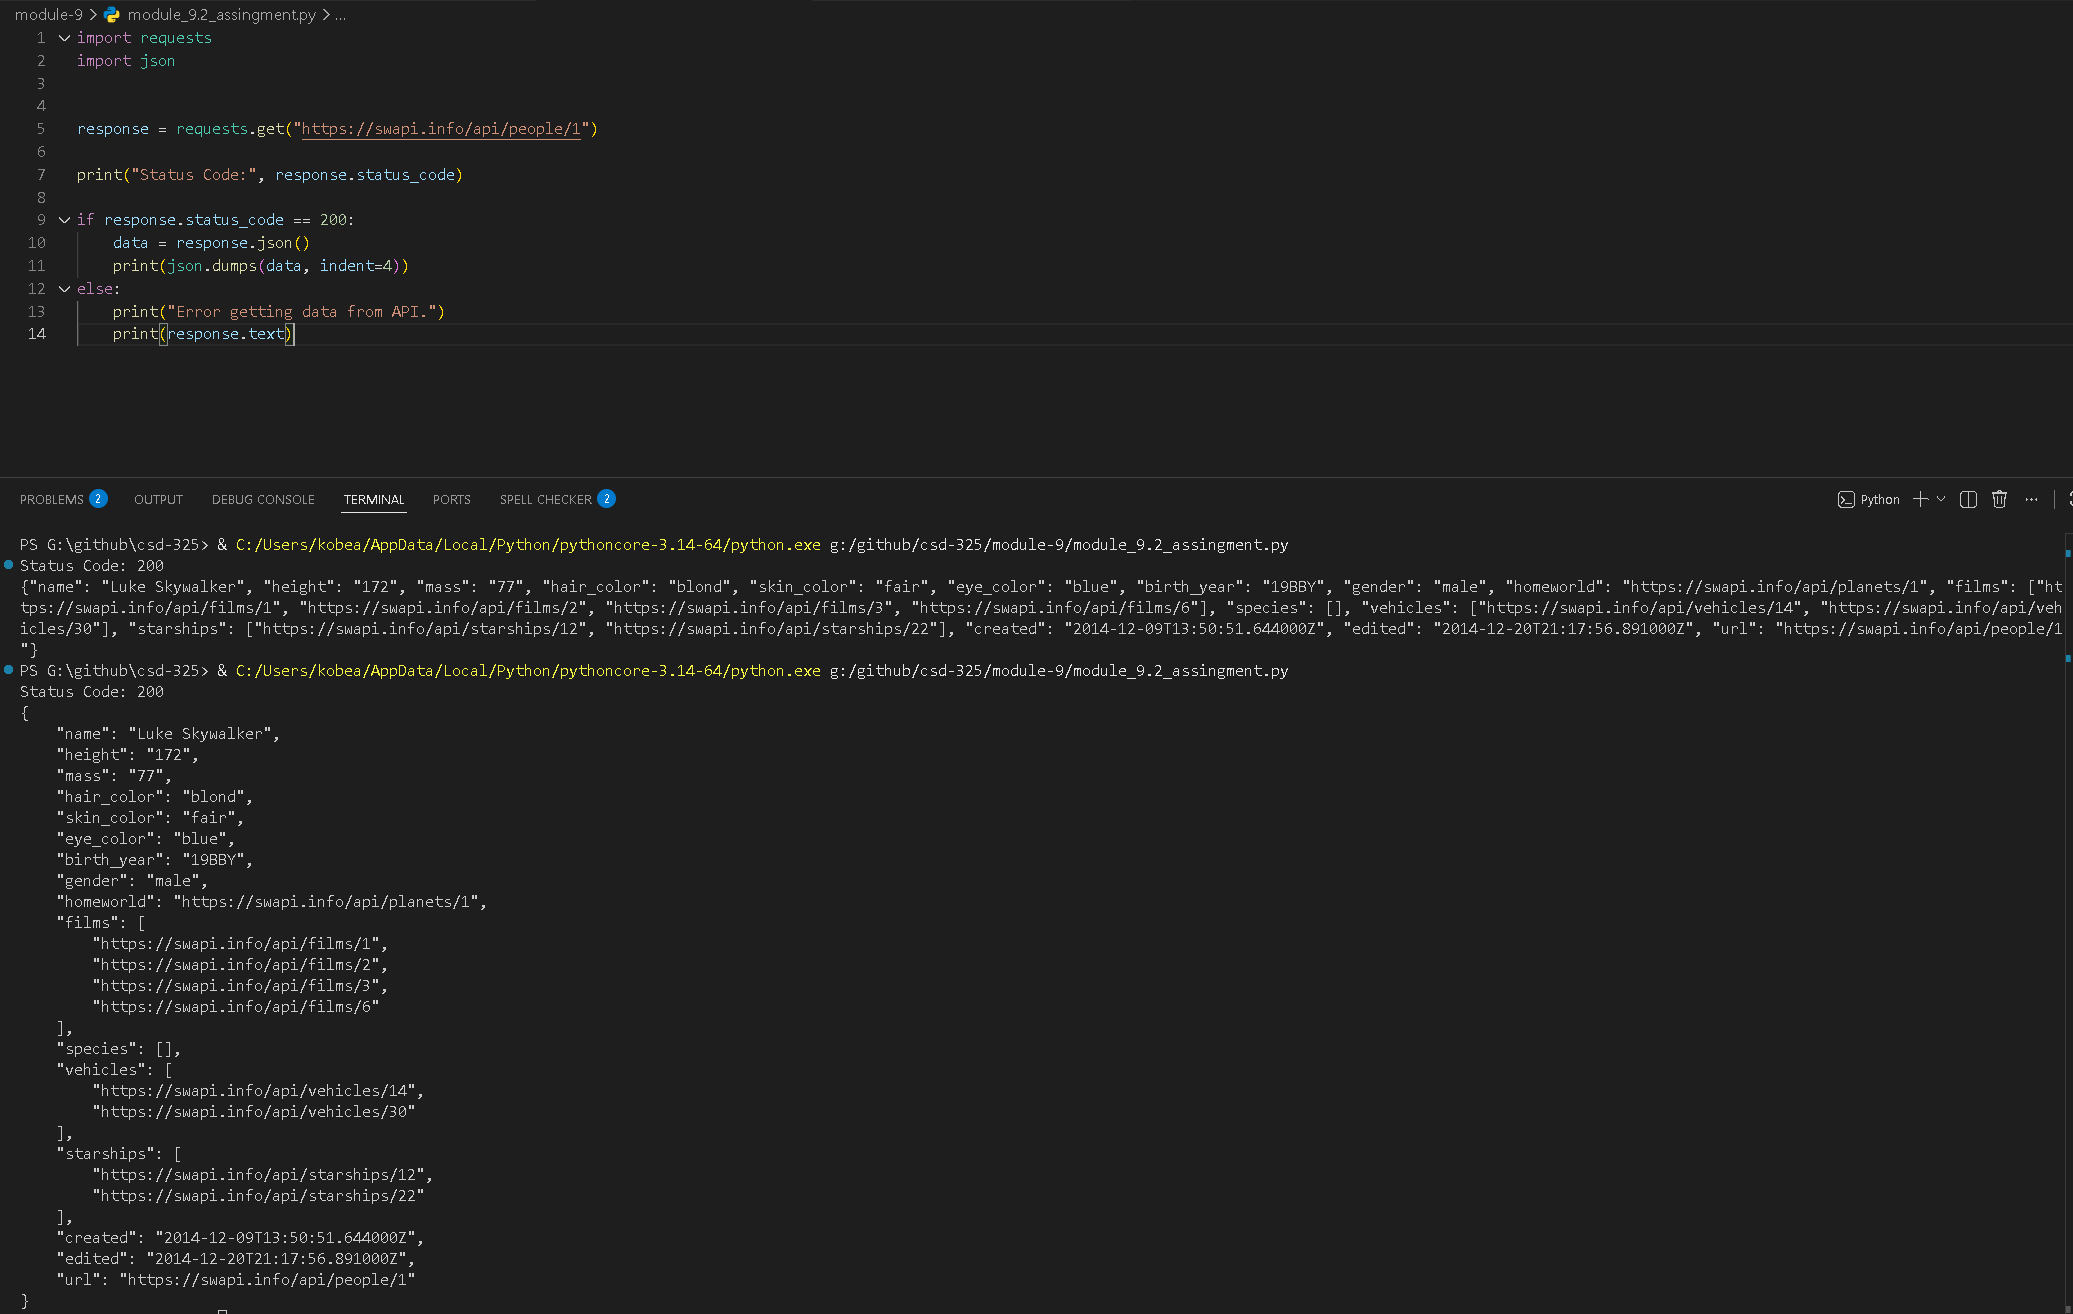 module-9 > module_9.2_assingment.py > ...
1 import requests
2 import json
3
4
5 response = requests.get("https://swapi.info/api/people/1")
6
7 print("Status Code:", response.status_code)
8
9 if response.status_code == 200:
10     data = response.json()
11     print(json.dumps(data, indent=4))
12 else:
13     print("Error getting data from API.")
14     print(response.text)
PROBLEMS 2 OUTPUT DEBUG CONSOLE TERMINAL PORTS SPELL CHECKER 2 Python
PS G:\github\csd-325> & C:/Users/kobea/AppData/Local/Python/pythoncore-3.14-64/python.exe g:/github/csd-325/module-9/module_9.2_assingment.py
Status Code: 200
{"name": "Luke Skywalker", "height": "172", "mass": "77", "hair_color": "blond", "skin_color": "fair", "eye_color": "blue", "birth_year": "19BBY", "gender": "male", "homeworld": "https://swapi.info/api/planets/1", "films": ["ht
tps://swapi.info/api/films/1", "https://swapi.info/api/films/2", "https://swapi.info/api/films/3", "https://swapi.info/api/films/6"], "species": [], "vehicles": ["https://swapi.info/api/vehicles/14", "https://swapi.info/api/veh
icles/30"], "starships": ["https://swapi.info/api/starships/12", "https://swapi.info/api/starships/22"], "created": "2014-12-09T13:50:51.644000Z", "edited": "2014-12-20T21:17:56.891000Z", "url": "https://swapi.info/api/people/1
"}
PS G:\github\csd-325> & C:/Users/kobea/AppData/Local/Python/pythoncore-3.14-64/python.exe g:/github/csd-325/module-9/module_9.2_assingment.py
Status Code: 200
{
    "name": "Luke Skywalker",
    "height": "172",
    "mass": "77",
    "hair_color": "blond",
    "skin_color": "fair",
    "eye_color": "blue",
    "birth_year": "19BBY",
    "gender": "male",
    "homeworld": "https://swapi.info/api/planets/1",
    "films": [
        "https://swapi.info/api/films/1",
        "https://swapi.info/api/films/2",
        "https://swapi.info/api/films/3",
        "https://swapi.info/api/films/6"
    ],
    "species": [],
    "vehicles": [
        "https://swapi.info/api/vehicles/14",
        "https://swapi.info/api/vehicles/30"
    ],
    "starships": [
        "https://swapi.info/api/starships/12",
        "https://swapi.info/api/starships/22"
    ],
    "created": "2014-12-09T13:50:51.644000Z",
    "edited": "2014-12-20T21:17:56.891000Z",
    "url": "https://swapi.info/api/people/1"
}